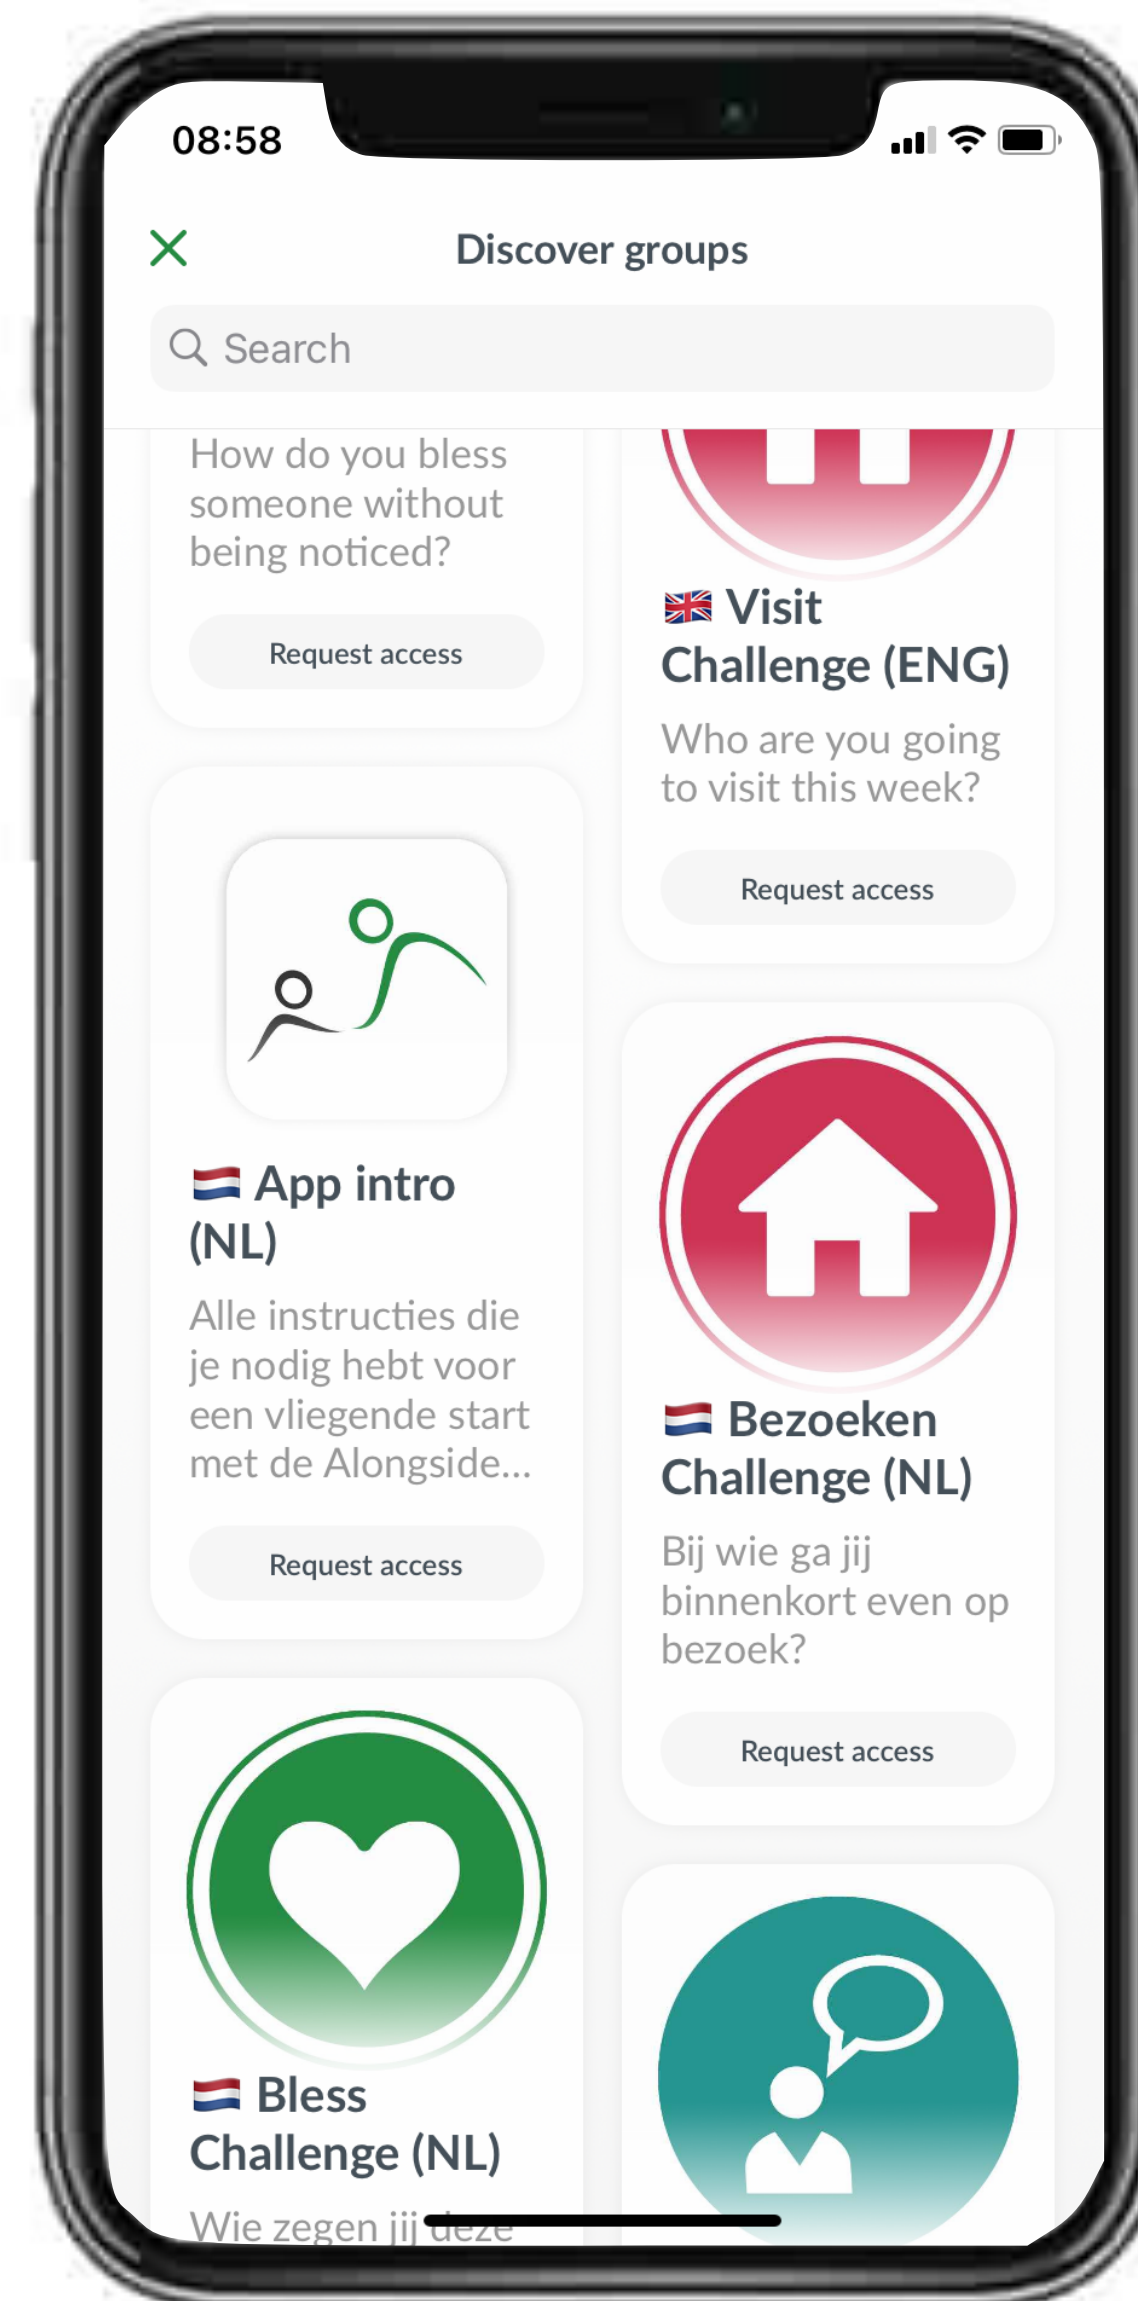 08:58
Discover groups
Search
How do you bless
someone without
being noticed?
Request access
🇬🇧 Visit
Challenge (ENG)
Who are you going
to visit this week?
Request access
🇳🇱 App intro
(NL)
Alle instructies die
je nodig hebt voor
een vliegende start
met de Alongside...
Request access
🇳🇱 Bezoeken
Challenge (NL)
Bij wie ga jij
binnenkort even op
bezoek?
Request access
🇳🇱 Bless
Challenge (NL)
Wie zegen jij deze